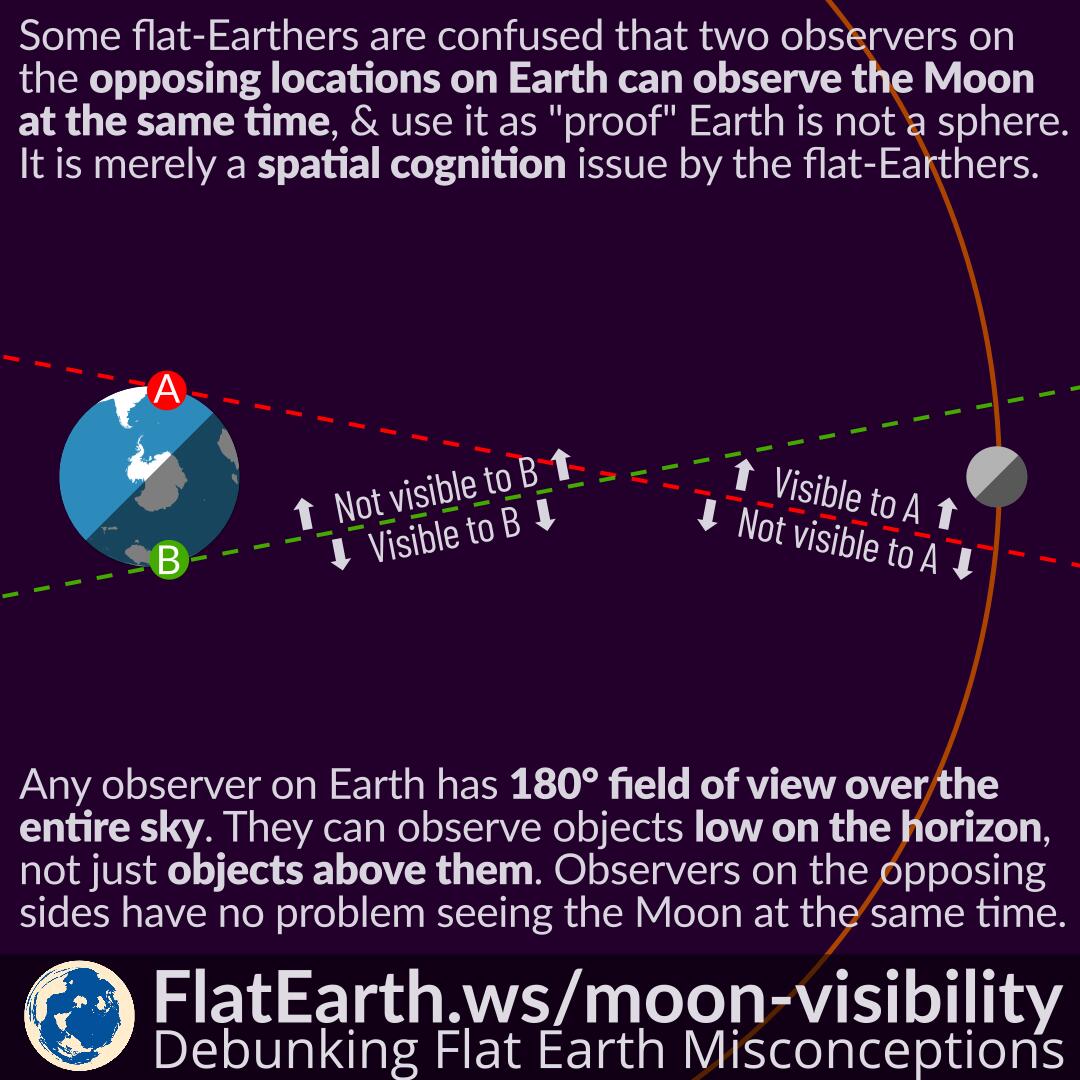 Some flat-Earthers are confused that two observers on
the opposing locations on Earth can observe the Moon
at the same time, & use it as "proof" Earth is not a sphere.
It is merely a spatial cognition issue by the flat-Earthers.
A
Not visible to B
Visible to B
Visible to A
Not visible to A
B
Any observer on Earth has 180° field of view over the
entire sky. They can observe objects low on the horizon,
not just objects above them. Observers on the opposing
sides have no problem seeing the Moon at the same time.
FlatEarth.ws/moon-visibility
Debunking Flat Earth Misconceptions